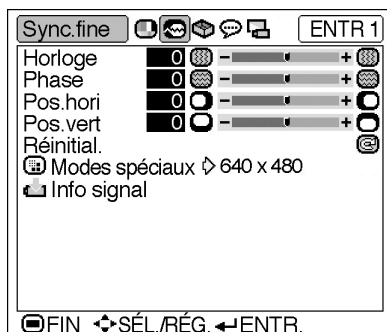 Sync.fine ENTR 1
Horloge 0 - +
Phase 0 - +
Pos.hori 0 - +
Pos.vert 0 - +
Réinitial.
Modes spéciaux 640 x 480
Info signal
FIN SÉL./RÉG. ENTR.